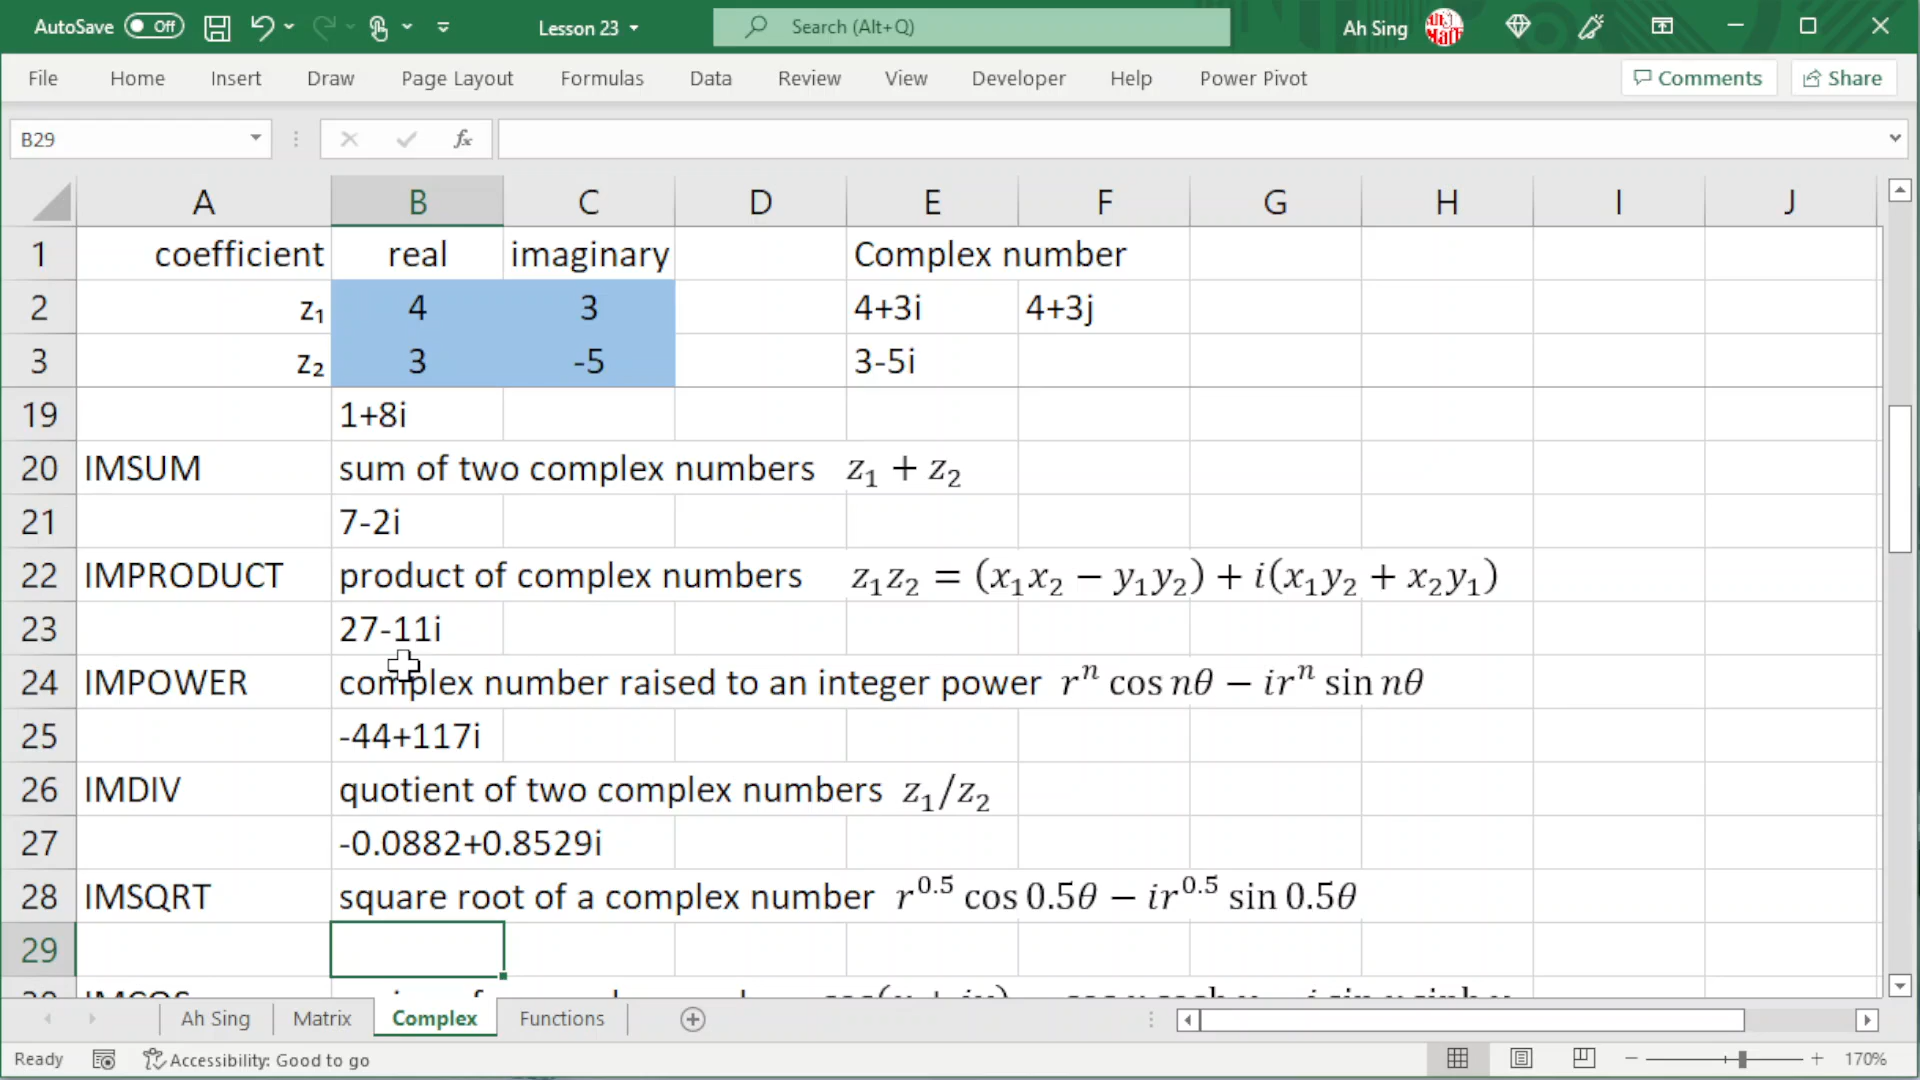 AutoSave Off Lesson 23 Search (Alt+Q) Ah Sing
File Home Insert Draw Page Layout Formulas Data Review View Developer Help Power Pivot Comments Share
B29 fx
A B C D E F G H I J
1 coefficient real imaginary Complex number
2 z₁ 4 3 4+3i 4+3j
3 z₂ 3 -5 3-5i
19 1+8i
20 IMSUM sum of two complex numbers z₁ + z₂
21 7-2i
22 IMPRODUCT product of complex numbers z₁z₂ = (x₁x₂ − y₁y₂) + i(x₁y₂ + x₂y₁)
23 27-11i
24 IMPOWER complex number raised to an integer power rⁿ cos nθ − irⁿ sin nθ
25 -44+117i
26 IMDIV quotient of two complex numbers z₁/z₂
27 -0.0882+0.8529i
28 IMSQRT square root of a complex number r^0.5 cos 0.5θ − ir^0.5 sin 0.5θ
29
Ah Sing Matrix Complex Functions
Ready Accessibility: Good to go 170%